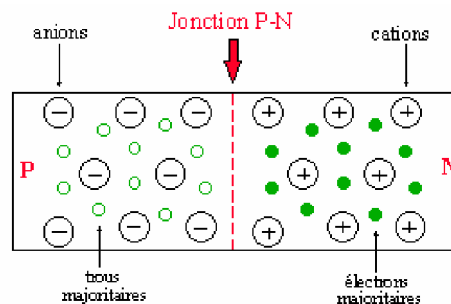 Jonction P-N
anions
cations
P
N
trous
majoritaires
électrons
majoritaires